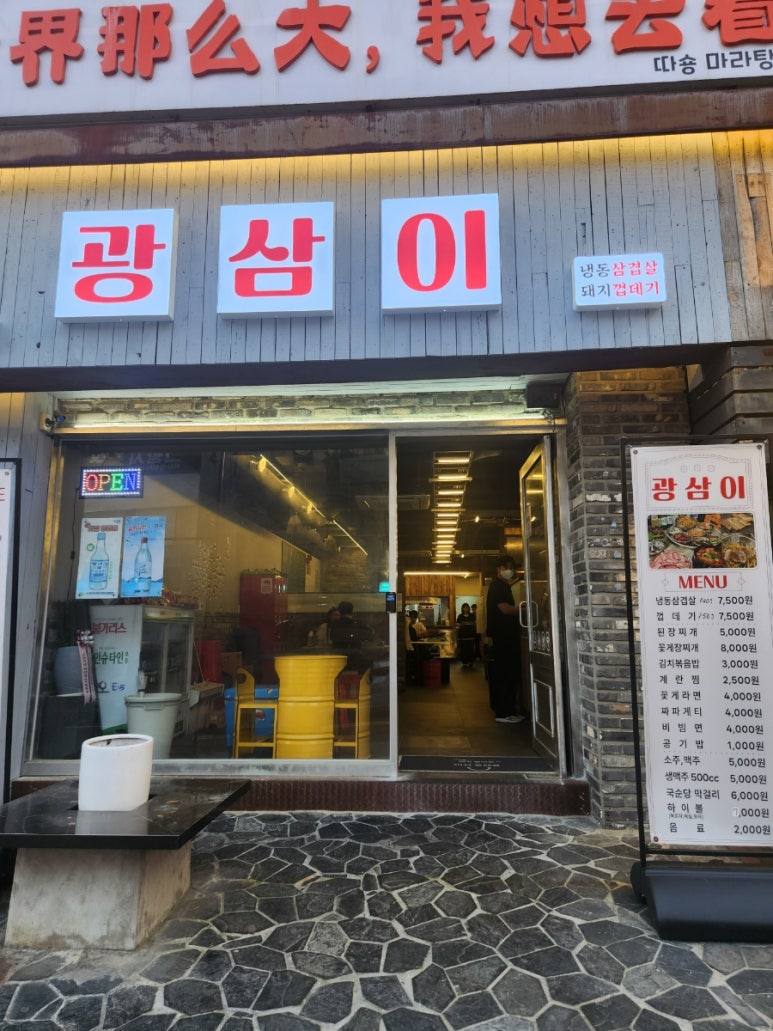 界那么大,我想去看
따숑 마라탕
광삼이
냉동삼겹살
돼지껍데기
OPEN
광삼이
MENU
냉동삼겹살 7,500원
껍데기 7,500원
된장찌개 5,000원
꽃게장찌개 8,000원
김치볶음밥 3,000원
계란찜 2,500원
꽃게라면 4,000원
짜파게티 4,000원
비빔면 4,000원
공기밥 1,000원
소주,맥주 5,000원
생맥주 500cc 5,000원
국순당 막걸리 6,000원
하이볼 ,000원
음료 2,000원